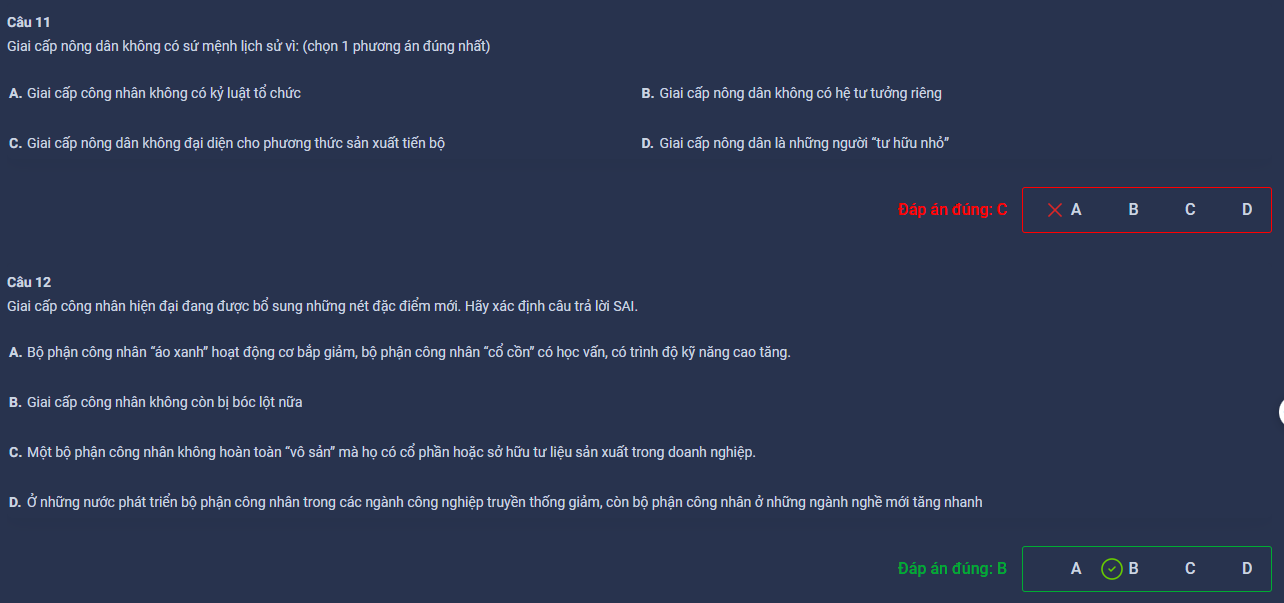 Câu 11
Giai cấp nông dân không có sứ mệnh lịch sử vì: (chọn 1 phương án đúng nhất)
A. Giai cấp công nhân không có kỷ luật tổ chức
B. Giai cấp nông dân không có hệ tư tưởng riêng
C. Giai cấp nông dân không đại diện cho phương thức sản xuất tiến bộ
D. Giai cấp nông dân là những người “tư hữu nhỏ”
Đáp án đúng: C A B C D
Câu 12
Giai cấp công nhân hiện đại đang được bổ sung những nét đặc điểm mới. Hãy xác định câu trả lời SAI.
A. Bộ phận công nhân “áo xanh” hoạt động cơ bắp giảm, bộ phận công nhân “cổ cồn” có học vấn, có trình độ kỹ năng cao tăng.
B. Giai cấp công nhân không còn bị bóc lột nữa
C. Một bộ phận công nhân không hoàn toàn “vô sản” mà họ có cổ phần hoặc sở hữu tư liệu sản xuất trong doanh nghiệp.
D. Ở những nước phát triển bộ phận công nhân trong các ngành công nghiệp truyền thống giảm, còn bộ phận công nhân ở những ngành nghề mới tăng nhanh
Đáp án đúng: B A B C D